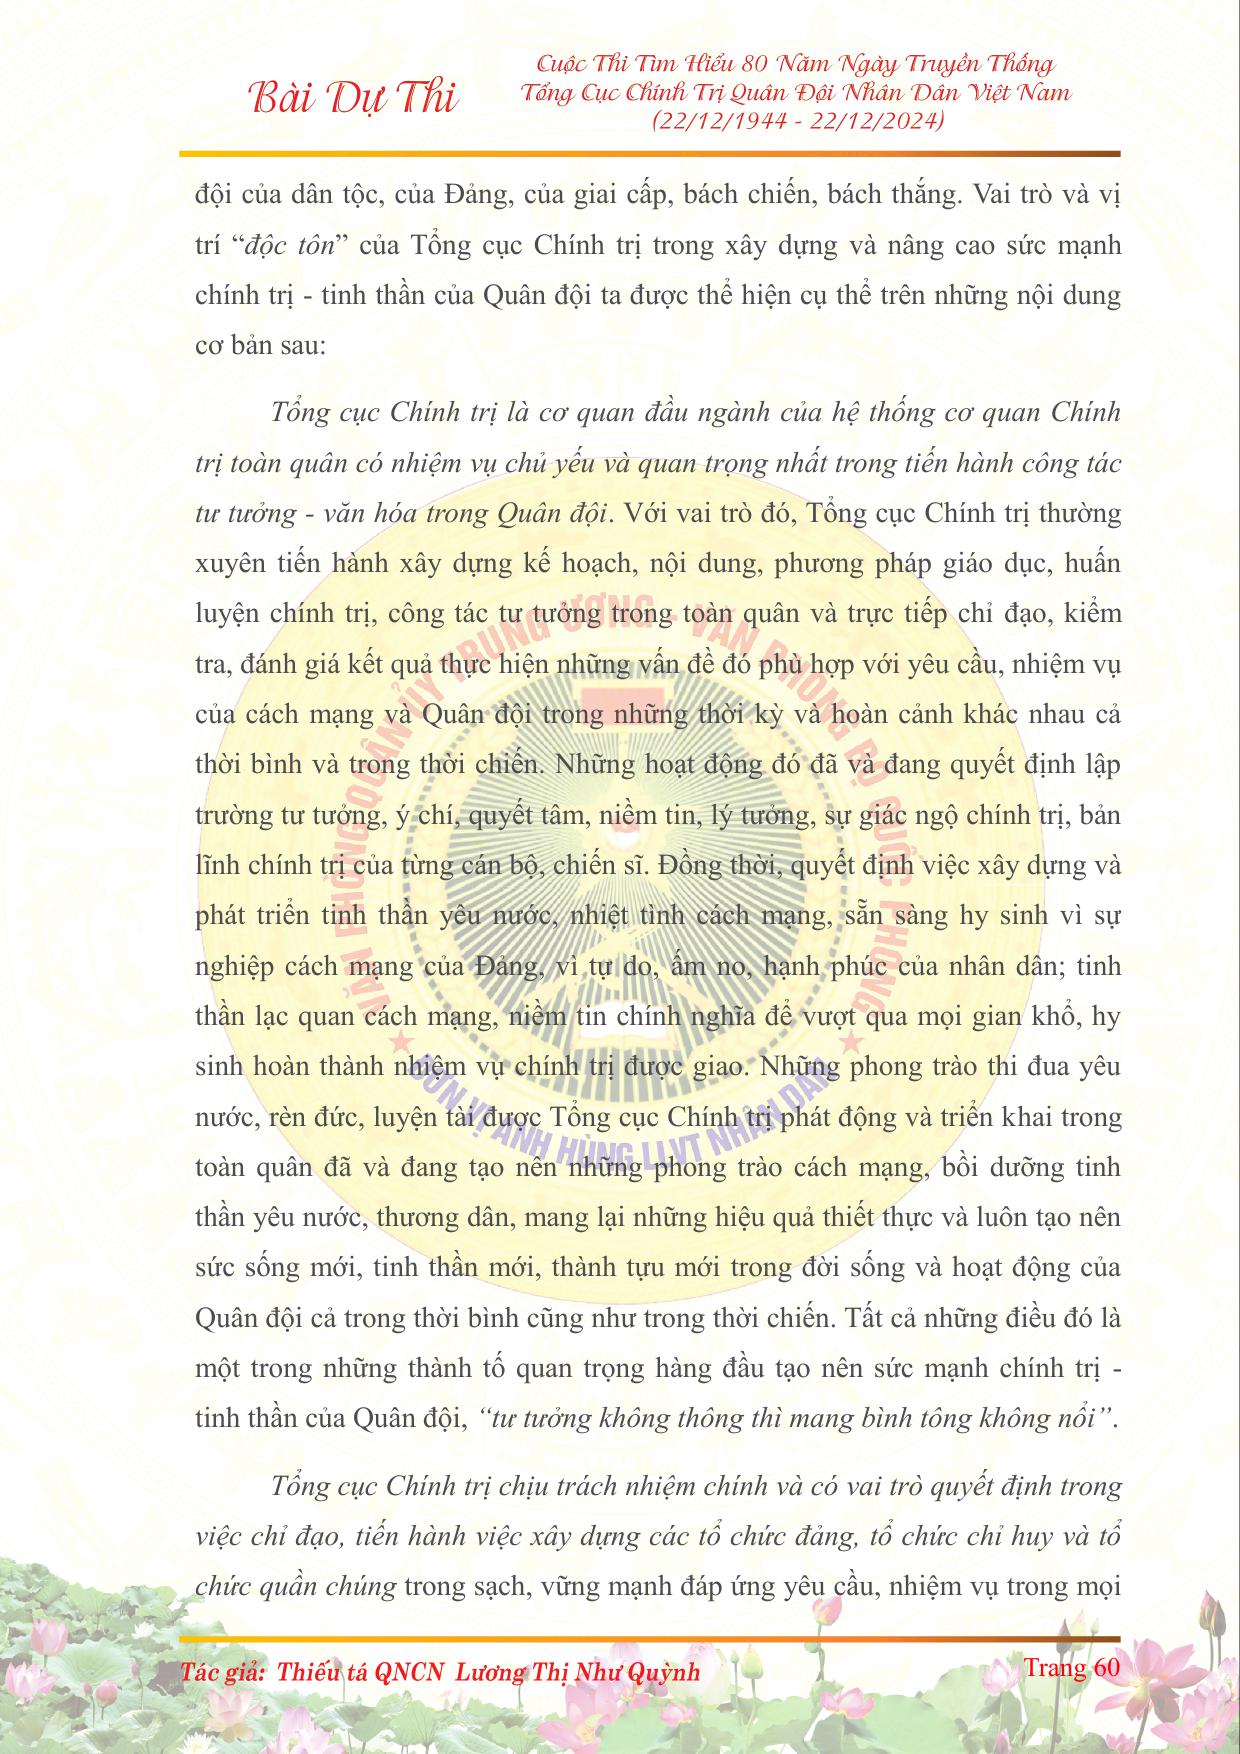 Bài Dự Thi
Cuộc Thi Tìm Hiểu 80 Năm Ngày Truyền Thống
Tổng Cục Chính Trị Quân Đội Nhân Dân Việt Nam
(22/12/1944 - 22/12/2024)
đội của dân tộc, của Đảng, của giai cấp, bách chiến, bách thắng. Vai trò và vị
trí “độc tôn” của Tổng cục Chính trị trong xây dựng và nâng cao sức mạnh
chính trị - tinh thần của Quân đội ta được thể hiện cụ thể trên những nội dung
cơ bản sau:
Tổng cục Chính trị là cơ quan đầu ngành của hệ thống cơ quan Chính
trị toàn quân có nhiệm vụ chủ yếu và quan trọng nhất trong tiến hành công tác
tư tưởng - văn hóa trong Quân đội. Với vai trò đó, Tổng cục Chính trị thường
xuyên tiến hành xây dựng kế hoạch, nội dung, phương pháp giáo dục, huấn
luyện chính trị, công tác tư tưởng trong toàn quân và trực tiếp chỉ đạo, kiểm
tra, đánh giá kết quả thực hiện những vấn đề đó phù hợp với yêu cầu, nhiệm vụ
của cách mạng và Quân đội trong những thời kỳ và hoàn cảnh khác nhau cả
thời bình và trong thời chiến. Những hoạt động đó đã và đang quyết định lập
trường tư tưởng, ý chí, quyết tâm, niềm tin, lý tưởng, sự giác ngộ chính trị, bản
lĩnh chính trị của từng cán bộ, chiến sĩ. Đồng thời, quyết định việc xây dựng và
phát triển tinh thần yêu nước, nhiệt tình cách mạng, sẵn sàng hy sinh vì sự
nghiệp cách mạng của Đảng, vì tự do, ấm no, hạnh phúc của nhân dân; tinh
thần lạc quan cách mạng, niềm tin chính nghĩa để vượt qua mọi gian khổ, hy
sinh hoàn thành nhiệm vụ chính trị được giao. Những phong trào thi đua yêu
nước, rèn đức, luyện tài được Tổng cục Chính trị phát động và triển khai trong
toàn quân đã và đang tạo nên những phong trào cách mạng, bồi dưỡng tinh
thần yêu nước, thương dân, mang lại những hiệu quả thiết thực và luôn tạo nên
sức sống mới, tinh thần mới, thành tựu mới trong đời sống và hoạt động của
Quân đội cả trong thời bình cũng như trong thời chiến. Tất cả những điều đó là
một trong những thành tố quan trọng hàng đầu tạo nên sức mạnh chính trị -
tinh thần của Quân đội, “tư tưởng không thông thì mang bình tông không nổi”.
Tổng cục Chính trị chịu trách nhiệm chính và có vai trò quyết định trong
việc chỉ đạo, tiến hành việc xây dựng các tổ chức đảng, tổ chức chỉ huy và tổ
chức quần chúng trong sạch, vững mạnh đáp ứng yêu cầu, nhiệm vụ trong mọi
VĂN PHÒNG QUÂN ỦY TRUNG ƯƠNG - VĂN PHÒNG BỘ QUỐC PHÒNG
ĐƠN VỊ ANH HÙNG LLVT NHÂN DÂN
Tác giả: Thiếu tá QNCN Lương Thị Như Quỳnh
Trang 60